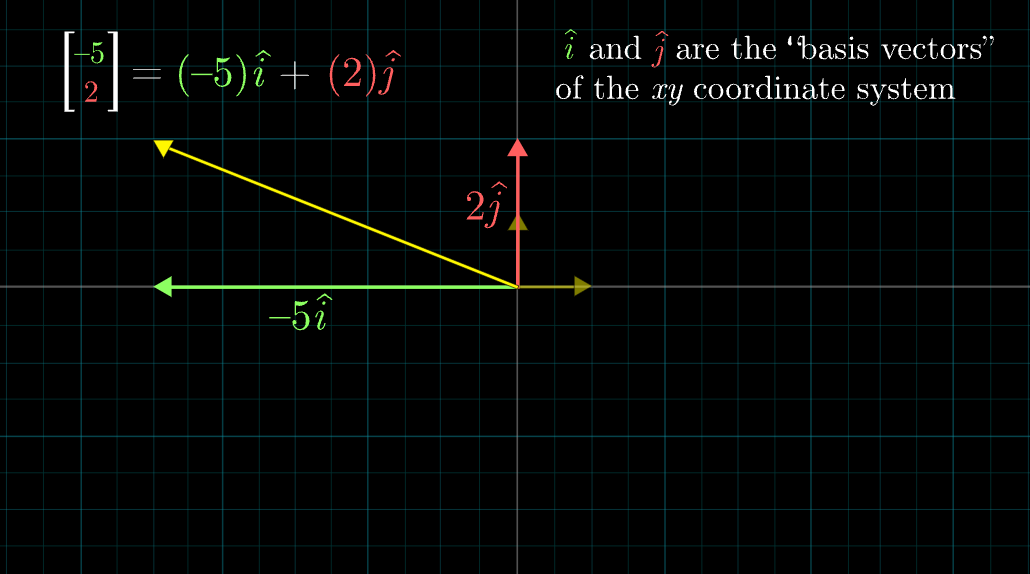 [-5 2] = (-5)î + (2)ĵ
î and ĵ are the “basis vectors”
of the xy coordinate system
2ĵ
-5î